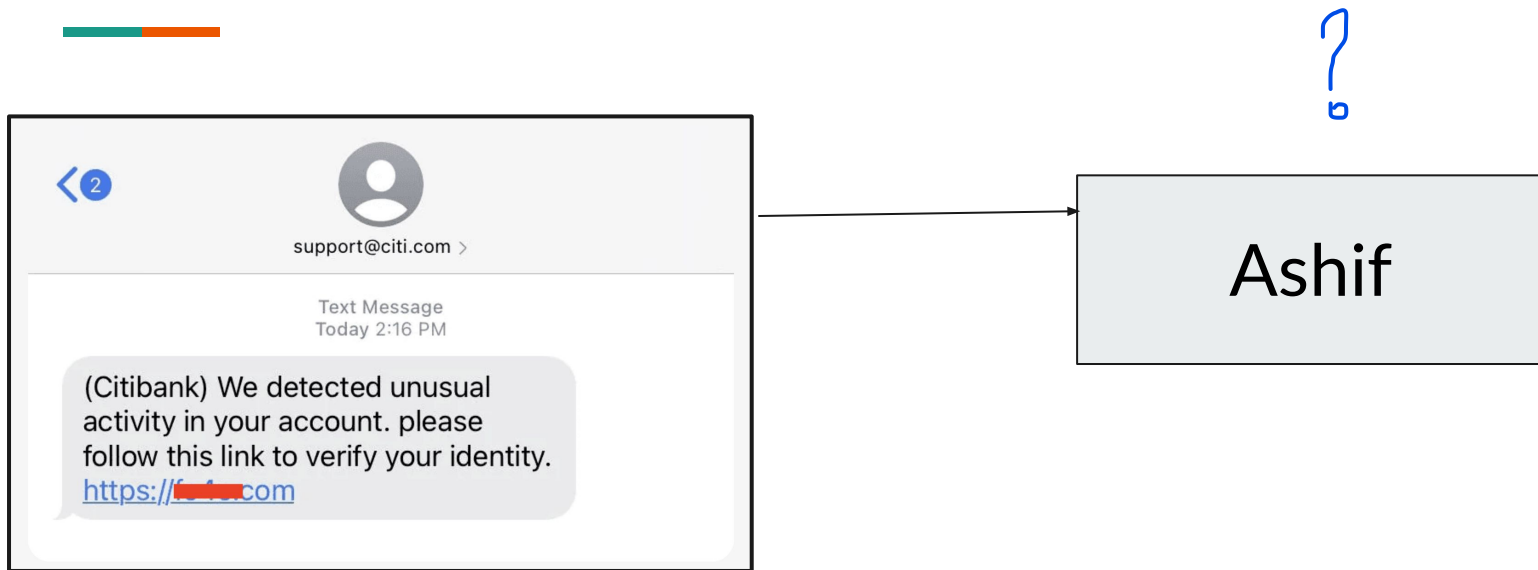 ?
2
support@citi.com >
Text Message
Today 2:16 PM
(Citibank) We detected unusual
activity in your account. please
follow this link to verify your identity.
https://com
Ashif